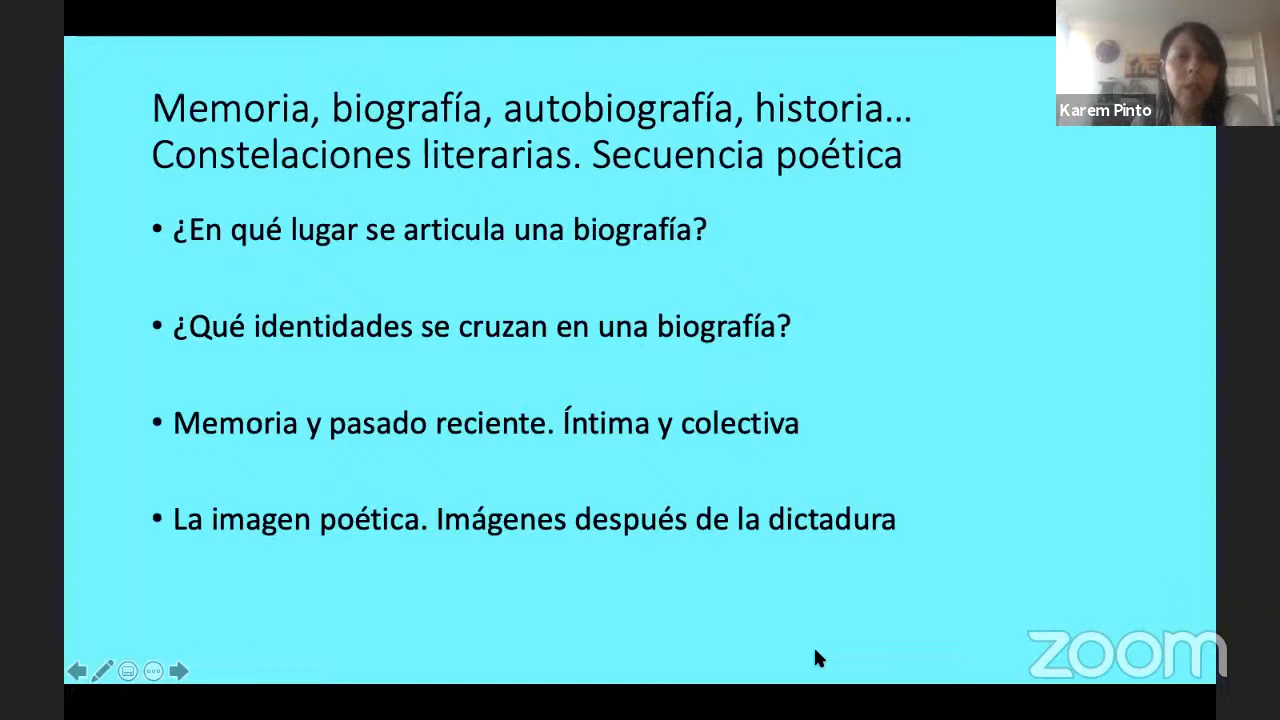 Memoria, biografía, autobiografía, historia...
Constelaciones literarias. Secuencia poética
• ¿En qué lugar se articula una biografía?
• ¿Qué identidades se cruzan en una biografía?
• Memoria y pasado reciente. Íntima y colectiva
• La imagen poética. Imágenes después de la dictadura
Karem Pinto
zoom